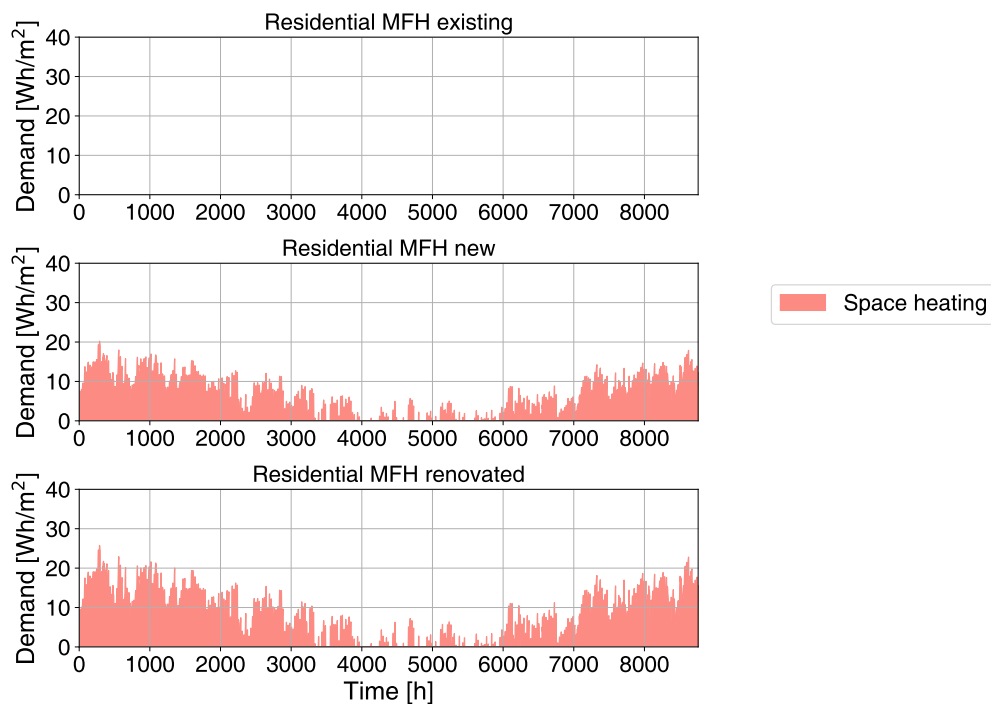 Residential MFH existing
Demand [Wh/m²]
40
30
20
10
0
0 1000 2000 3000 4000 5000 6000 7000 8000
Residential MFH new
Demand [Wh/m²]
40
30
20
10
0
0 1000 2000 3000 4000 5000 6000 7000 8000
Space heating
Residential MFH renovated
Demand [Wh/m²]
40
30
20
10
0
0 1000 2000 3000 4000 5000 6000 7000 8000
Time [h]